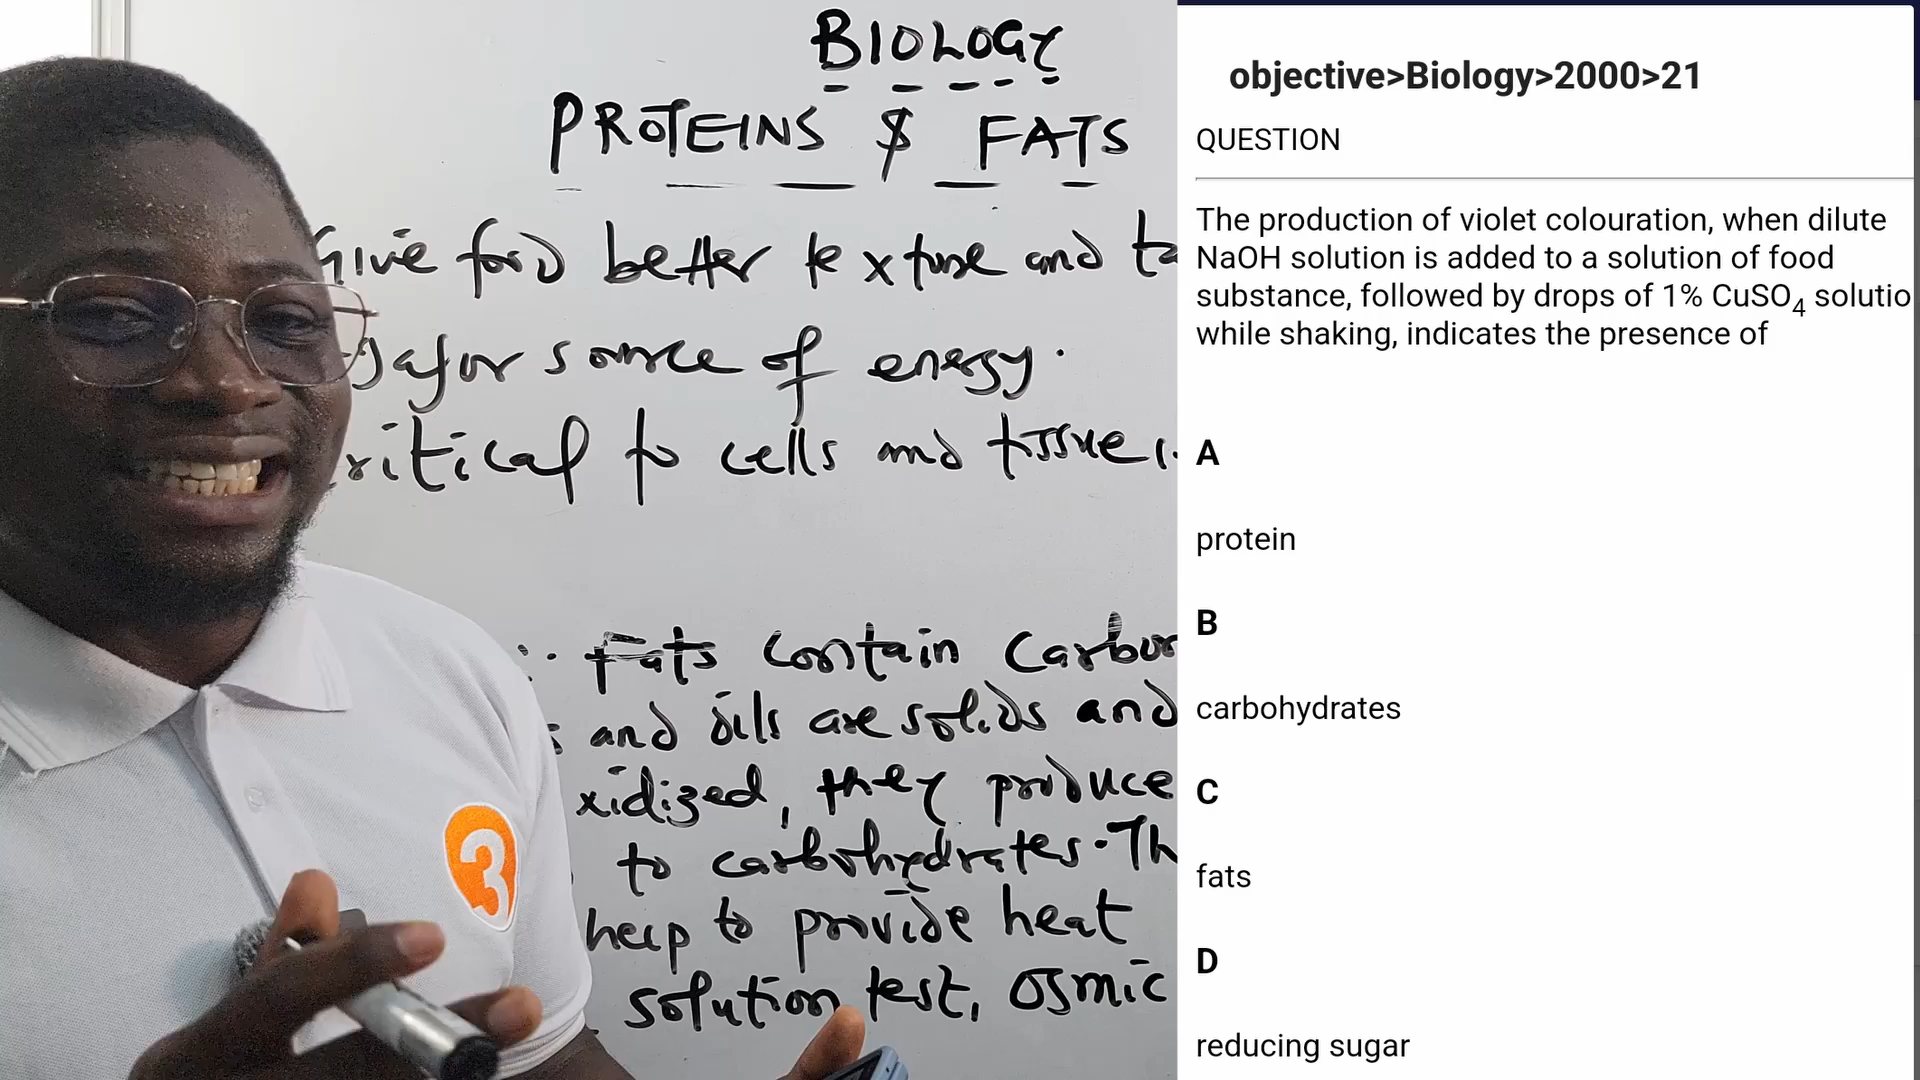 BIOLOGY
PROTEINS $ FATS
Give food better texture and ta
Major source of energy.
ritical to cells and tissues.
Fats contain Carbon
and oils are solids and
xidized, they produce
to carbohydrates. Th
help to provide heat
solution test, Osmic
3
objective>Biology>2000>21
QUESTION
The production of violet colouration, when dilute
NaOH solution is added to a solution of food
substance, followed by drops of 1% CuSO₄ solutio
while shaking, indicates the presence of
A
protein
B
carbohydrates
C
fats
D
reducing sugar